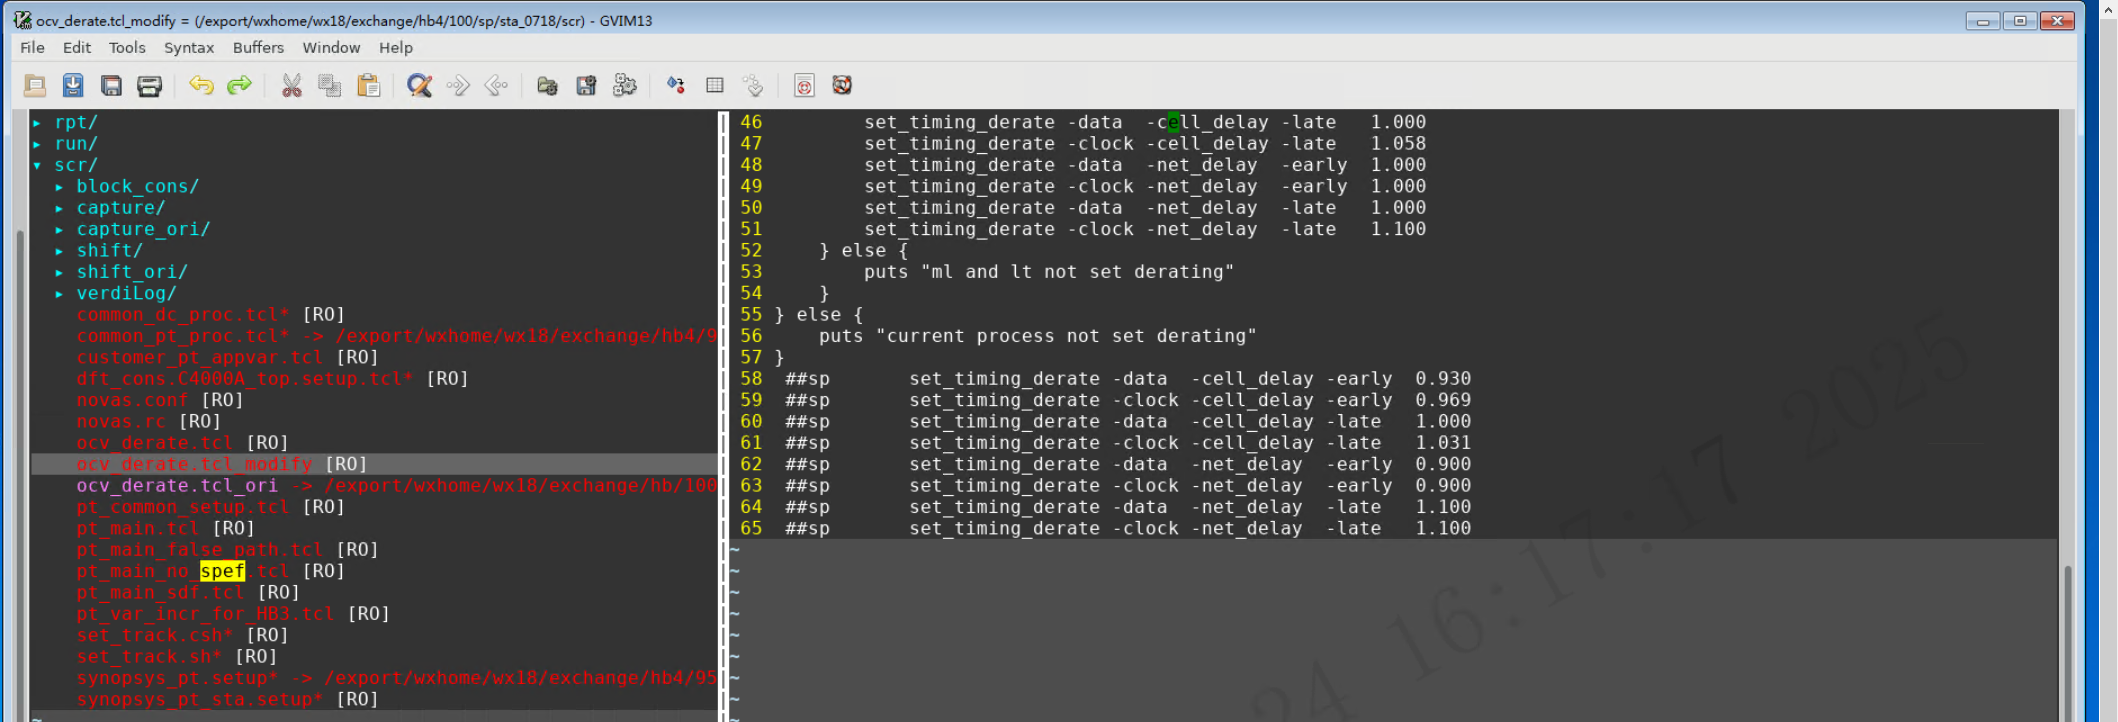 ocv_derate.tcl_modify = (/export/wxhome/wx18/exchange/hb4/100/sp/sta_0718/scr) - GVIM13
File Edit Tools Syntax Buffers Window Help
▸ rpt/
▸ run/
▾ scr/
▸ block_cons/
▸ capture/
▸ capture_ori/
▸ shift/
▸ shift_ori/
▸ verdiLog/
common_dc_proc.tcl* [RO]
common_pt_proc.tcl* -> /export/wxhome/wx18/exchange/hb4/9
customer_pt_appvar.tcl [RO]
dft_cons.C4000A_top.setup.tcl* [RO]
novas.conf [RO]
novas.rc [RO]
ocv_derate.tcl [RO]
ocv_derate.tcl_modify [RO]
ocv_derate.tcl_ori -> /export/wxhome/wx18/exchange/hb/100
pt_common_setup.tcl [RO]
pt_main.tcl [RO]
pt_main_false_path.tcl [RO]
pt_main_no_spef.tcl [RO]
pt_main_sdf.tcl [RO]
pt_var_incr_for_HB3.tcl [RO]
set_track.csh* [RO]
set_track.sh* [RO]
synopsys_pt.setup* -> /export/wxhome/wx18/exchange/hb4/95
synopsys_pt_sta.setup* [RO]
~
46 set_timing_derate -data -cell_delay -late 1.000
47 set_timing_derate -clock -cell_delay -late 1.058
48 set_timing_derate -data -net_delay -early 1.000
49 set_timing_derate -clock -net_delay -early 1.000
50 set_timing_derate -data -net_delay -late 1.000
51 set_timing_derate -clock -net_delay -late 1.100
52 } else {
53 puts "ml and lt not set derating"
54 }
55 } else {
56 puts "current process not set derating"
57 }
58 ##sp set_timing_derate -data -cell_delay -early 0.930
59 ##sp set_timing_derate -clock -cell_delay -early 0.969
60 ##sp set_timing_derate -data -cell_delay -late 1.000
61 ##sp set_timing_derate -clock -cell_delay -late 1.031
62 ##sp set_timing_derate -data -net_delay -early 0.900
63 ##sp set_timing_derate -clock -net_delay -early 0.900
64 ##sp set_timing_derate -data -net_delay -late 1.100
65 ##sp set_timing_derate -clock -net_delay -late 1.100
~
~
~
~
~
~
~
~
~
24 16:17:17 2025